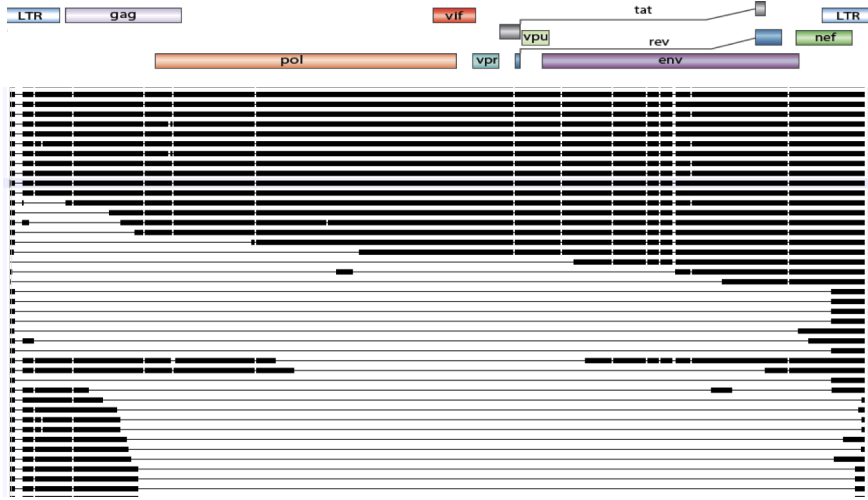 LTR gag vif tat LTR
vpu rev nef
pol vpr env